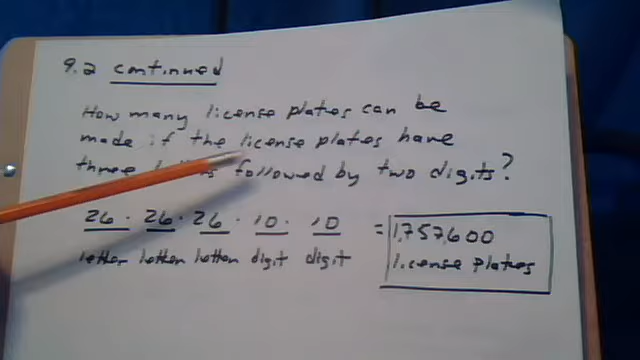 9.2 continued
How many license plates can be
made if the license plates have
three followed by two digits?
26 · 26 · 26 · 10 · 10 = 1,757,600
letter letter letter digit digit license plates